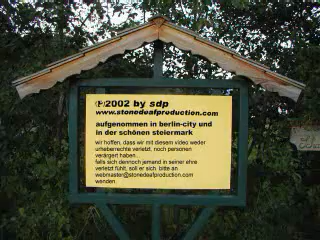 ℗2002 by sdp
www.stonedeafproduction.com
aufgenommen in berlin-city und
in der schönen steiermark
wir hoffen, dass wir mit diesem video weder
urheberrechte verletzt, noch personen
verärgert haben.
falls sich dennoch jemand in seiner ehre
verletzt fühlt, soll er sich bitte an
webmaster@stonedeafproduction.com
wenden.